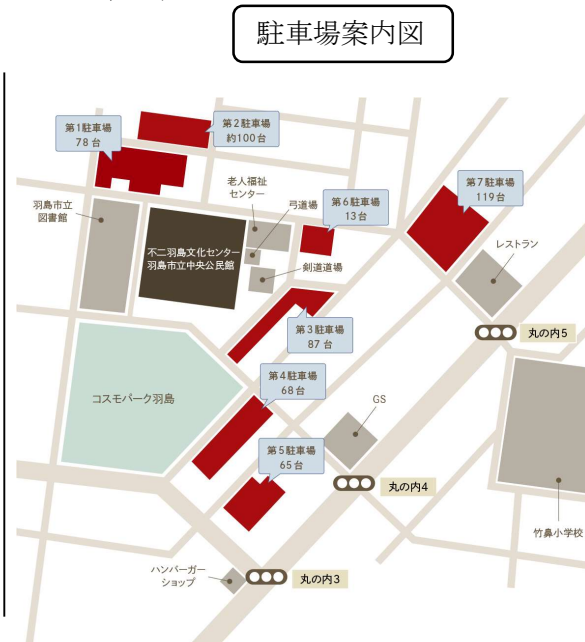 駐車場案内図
第1駐車場
78台
第2駐車場
約100台
羽島市立
図書館
老人福祉
センター
弓道場
第6駐車場
13台
第7駐車場
119台
不二羽島文化センター
羽島市立中央公民館
剣道道場
レストラン
第3駐車場
87台
丸の内5
第4駐車場
68台
コスモパーク羽島
GS
第5駐車場
65台
丸の内4
竹鼻小学校
ハンバーガー
ショップ
丸の内3